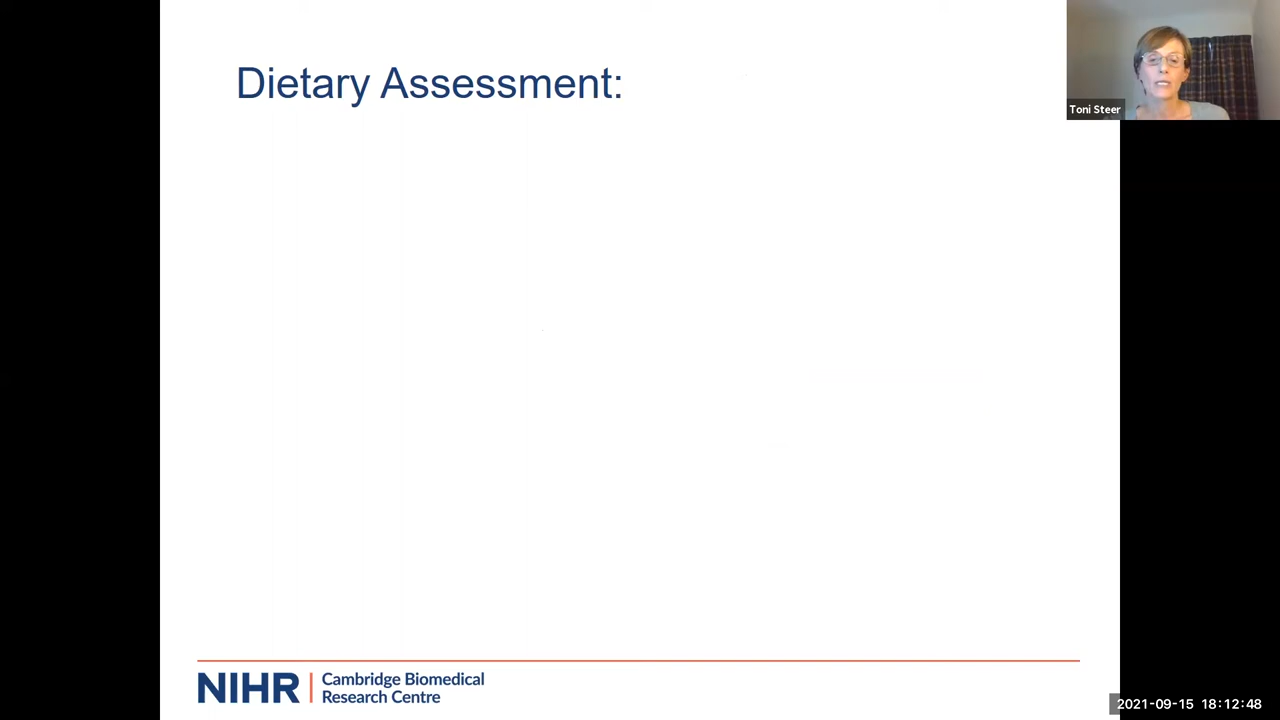 Dietary Assessment:
Toni Steer
NIHR
Cambridge Biomedical
Research Centre
2021-09-15 18:12:48